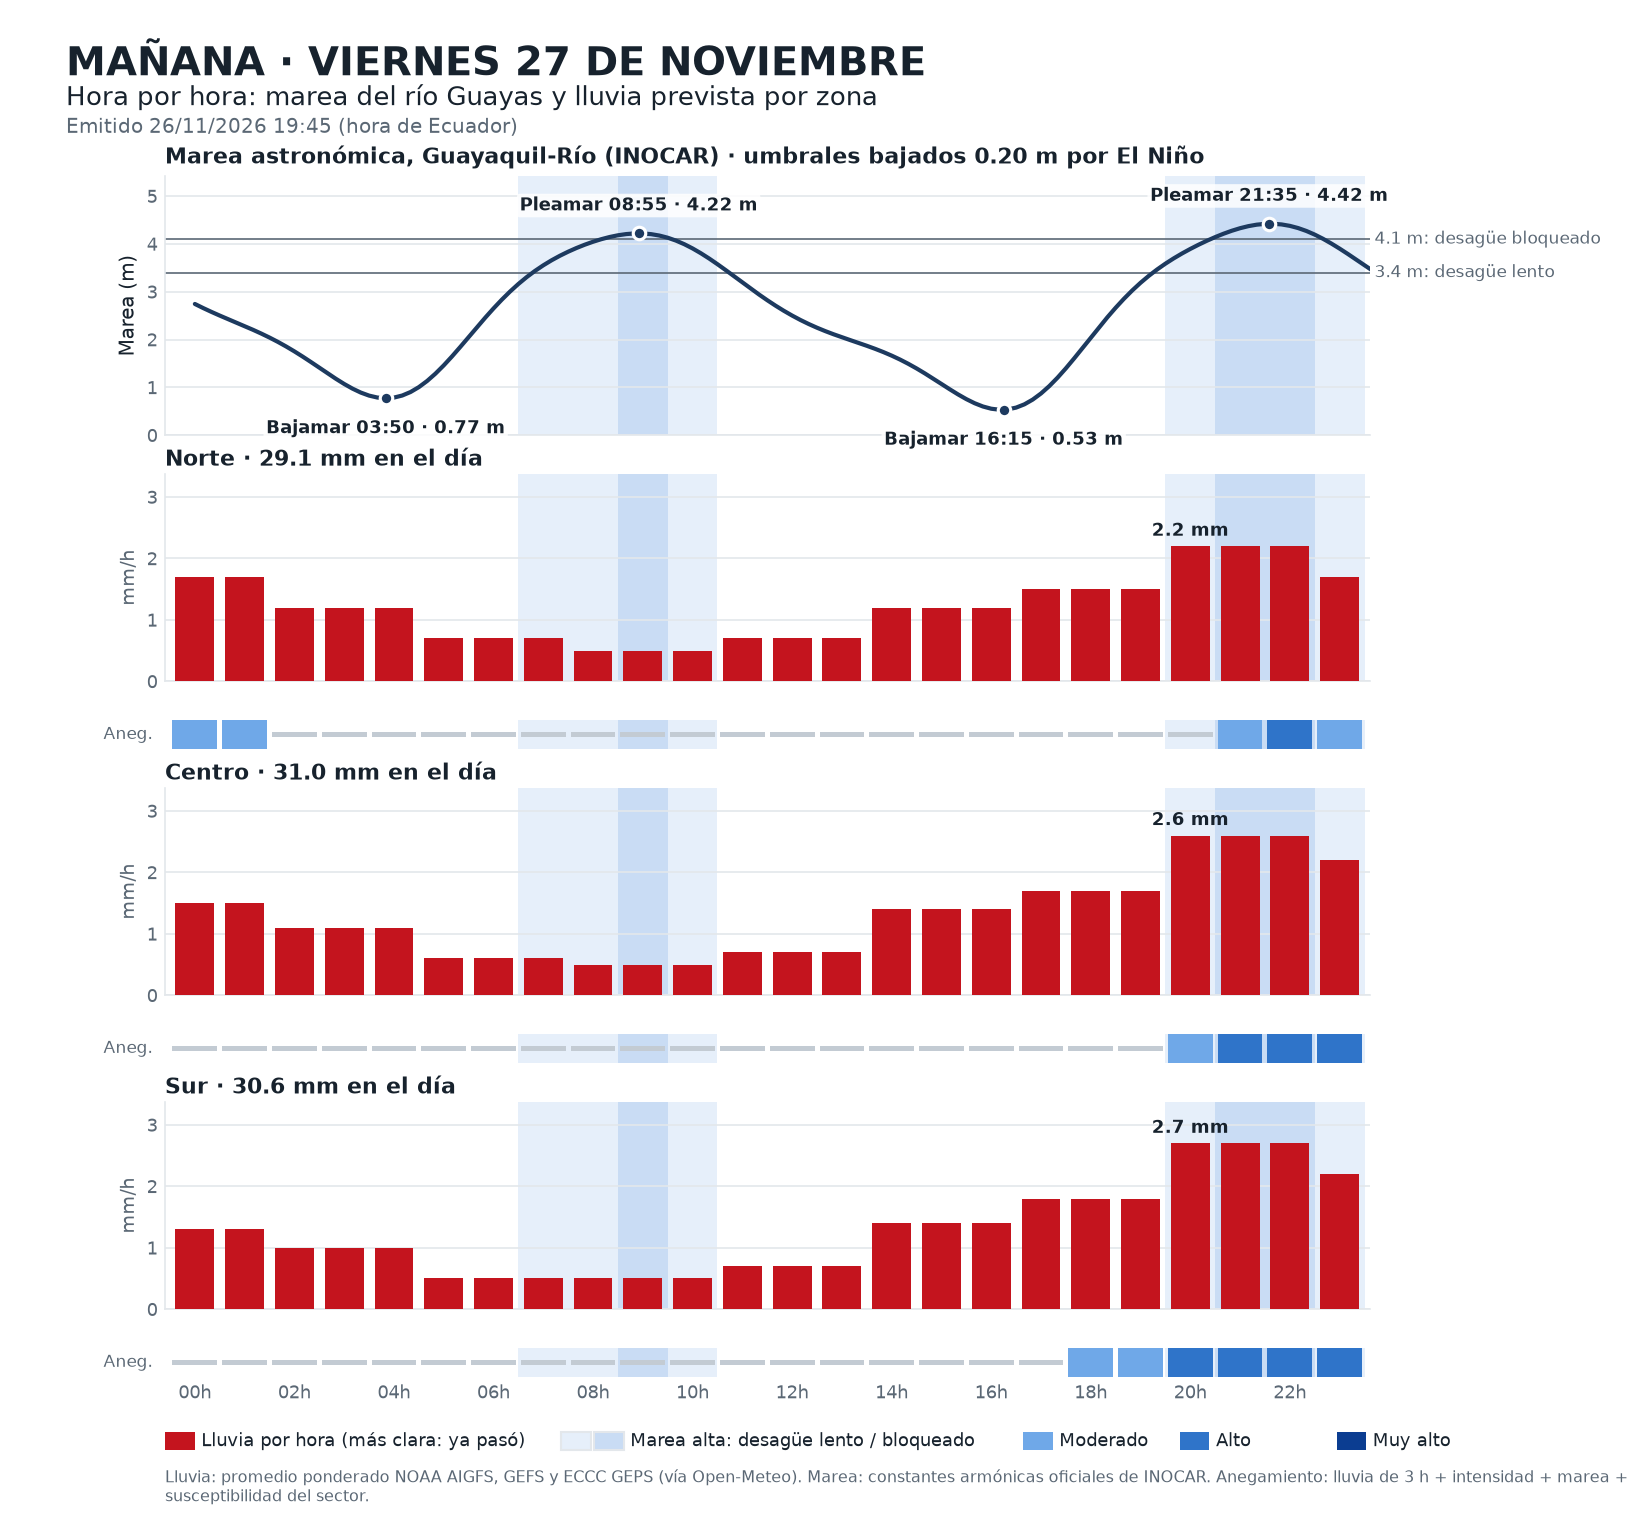 MAÑANA · VIERNES 27 DE NOVIEMBRE
Hora por hora: marea del río Guayas y lluvia prevista por zona
Emitido 26/11/2026 19:45 (hora de Ecuador)
Marea astronómica, Guayaquil-Río (INOCAR) · umbrales bajados 0.20 m por El Niño
Marea (m)
5
4
3
2
1
0
Pleamar 08:55 · 4.22 m
Pleamar 21:35 · 4.42 m
4.1 m: desagüe bloqueado
3.4 m: desagüe lento
Bajamar 03:50 · 0.77 m
Bajamar 16:15 · 0.53 m
Norte · 29.1 mm en el día
mm/h
3
2
1
0
2.2 mm
Aneg.
Centro · 31.0 mm en el día
mm/h
3
2
1
0
2.6 mm
Aneg.
Sur · 30.6 mm en el día
mm/h
3
2
1
0
2.7 mm
Aneg.
00h 02h 04h 06h 08h 10h 12h 14h 16h 18h 20h 22h
Lluvia por hora (más clara: ya pasó) Marea alta: desagüe lento / bloqueado Moderado Alto Muy alto
Lluvia: promedio ponderado NOAA AIGFS, GEFS y ECCC GEPS (vía Open-Meteo). Marea: constantes armónicas oficiales de INOCAR. Anegamiento: lluvia de 3 h + intensidad + marea +
susceptibilidad del sector.